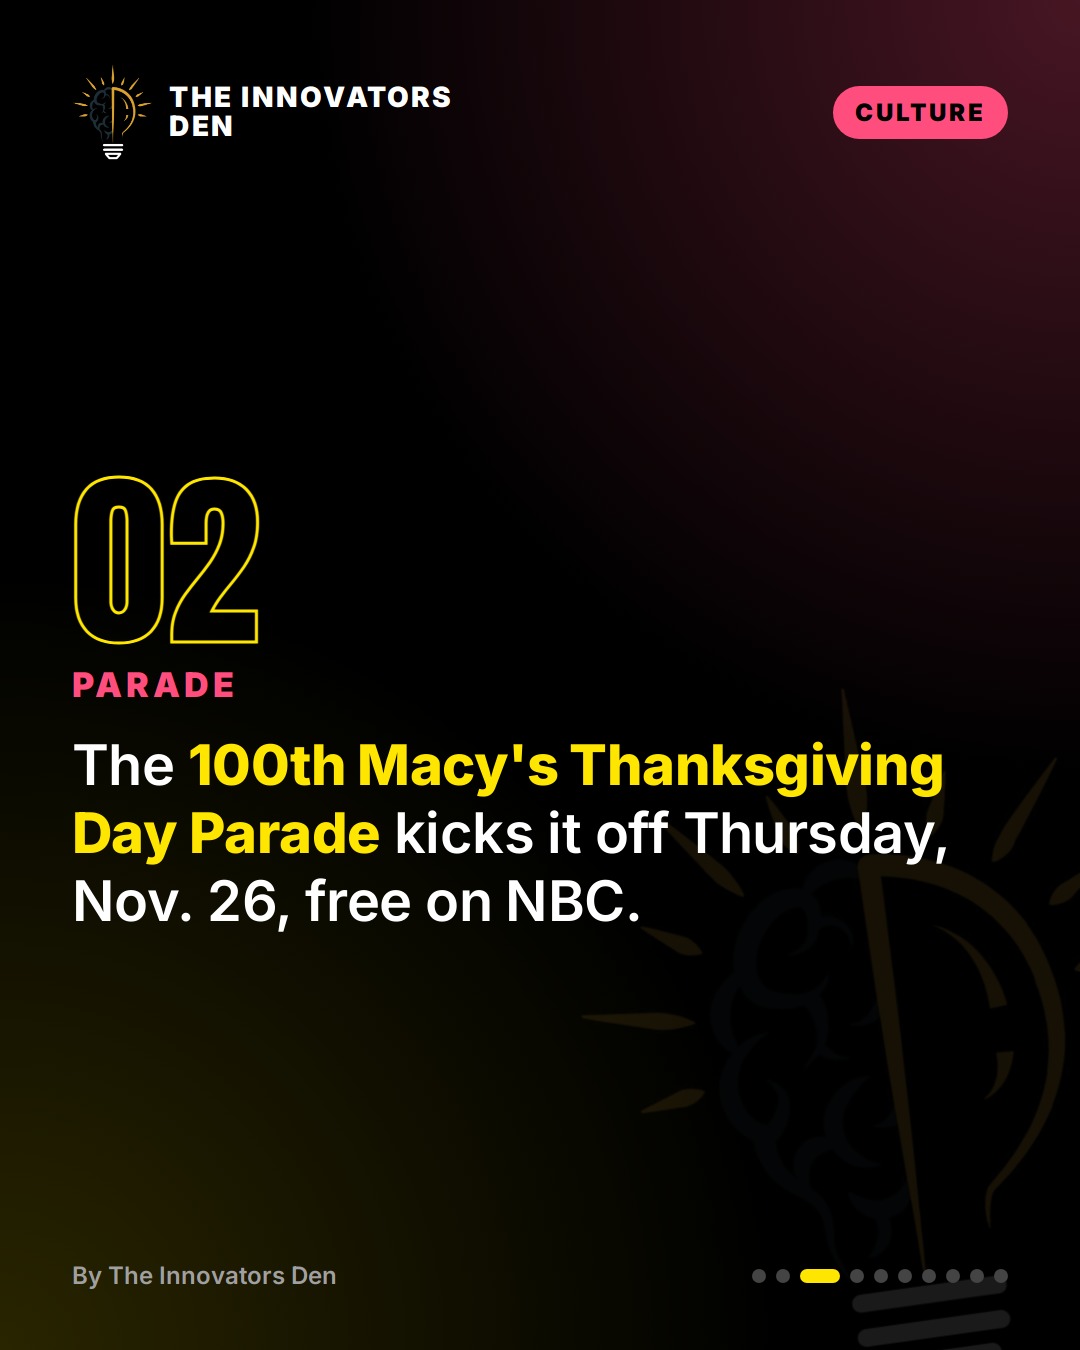 THE INNOVATORS
DEN
CULTURE
02
PARADE
The 100th Macy's Thanksgiving
Day Parade kicks it off Thursday,
Nov. 26, free on NBC.
By The Innovators Den